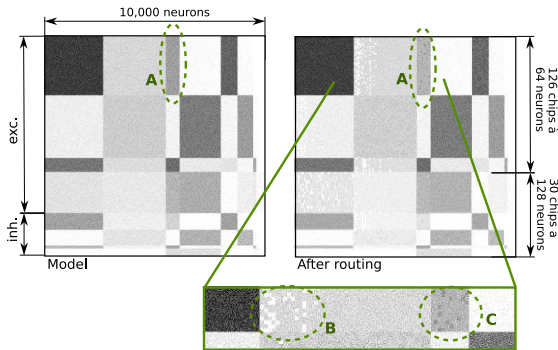 10,000 neurons
A
A
exc.
inh.
126 chips à
64 neurons
30 chips a
128 neurons
Model
After routing
B
C